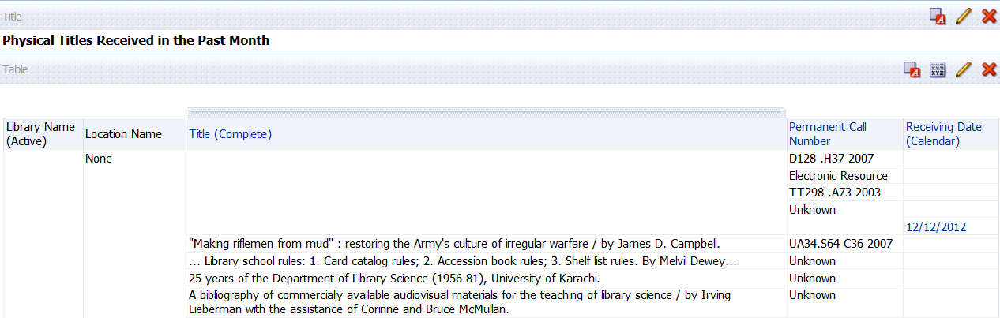 Title
Physical Titles Received in the Past Month
Table
Library Name (Active) Location Name Title (Complete) Permanent Call Number Receiving Date (Calendar)
None D128 .H37 2007
Electronic Resource
TT298 .A73 2003
Unknown
12/12/2012
"Making riflemen from mud" : restoring the Army's culture of irregular warfare / by James D. Campbell. UA34.S64 C36 2007
... Library school rules: 1. Card catalog rules; 2. Accession book rules; 3. Shelf list rules. By Melvil Dewey... Unknown
25 years of the Department of Library Science (1956-81), University of Karachi. Unknown
A bibliography of commercially available audiovisual materials for the teaching of library science / by Irving Unknown
Lieberman with the assistance of Corinne and Bruce McMullan.